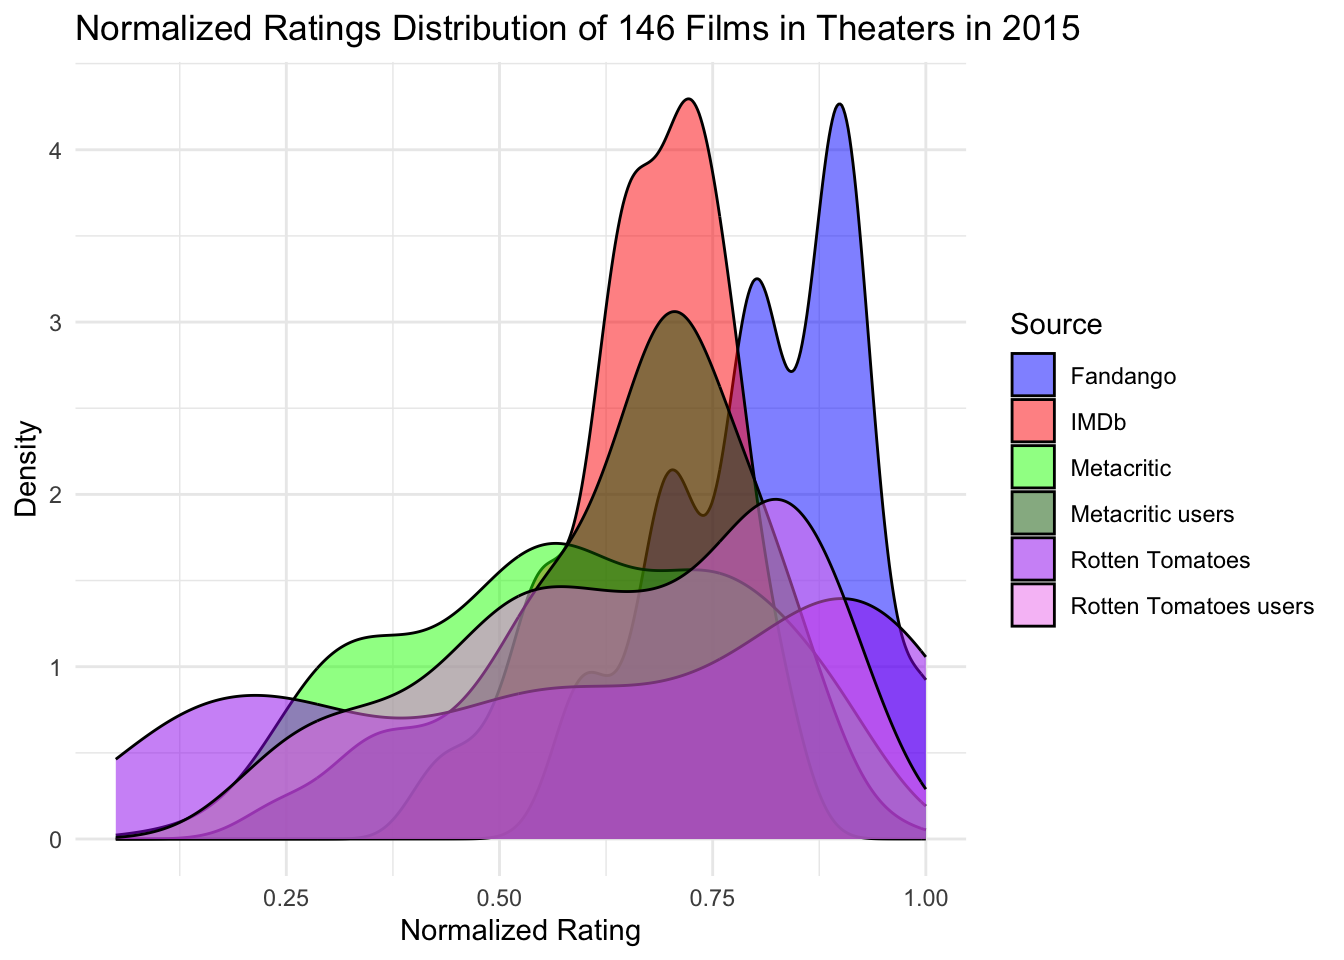 Normalized Ratings Distribution of 146 Films in Theaters in 2015
4
3
2
1
0
Density
0.25
0.50
0.75
1.00
Normalized Rating
Source
Fandango
IMDb
Metacritic
Metacritic users
Rotten Tomatoes
Rotten Tomatoes users